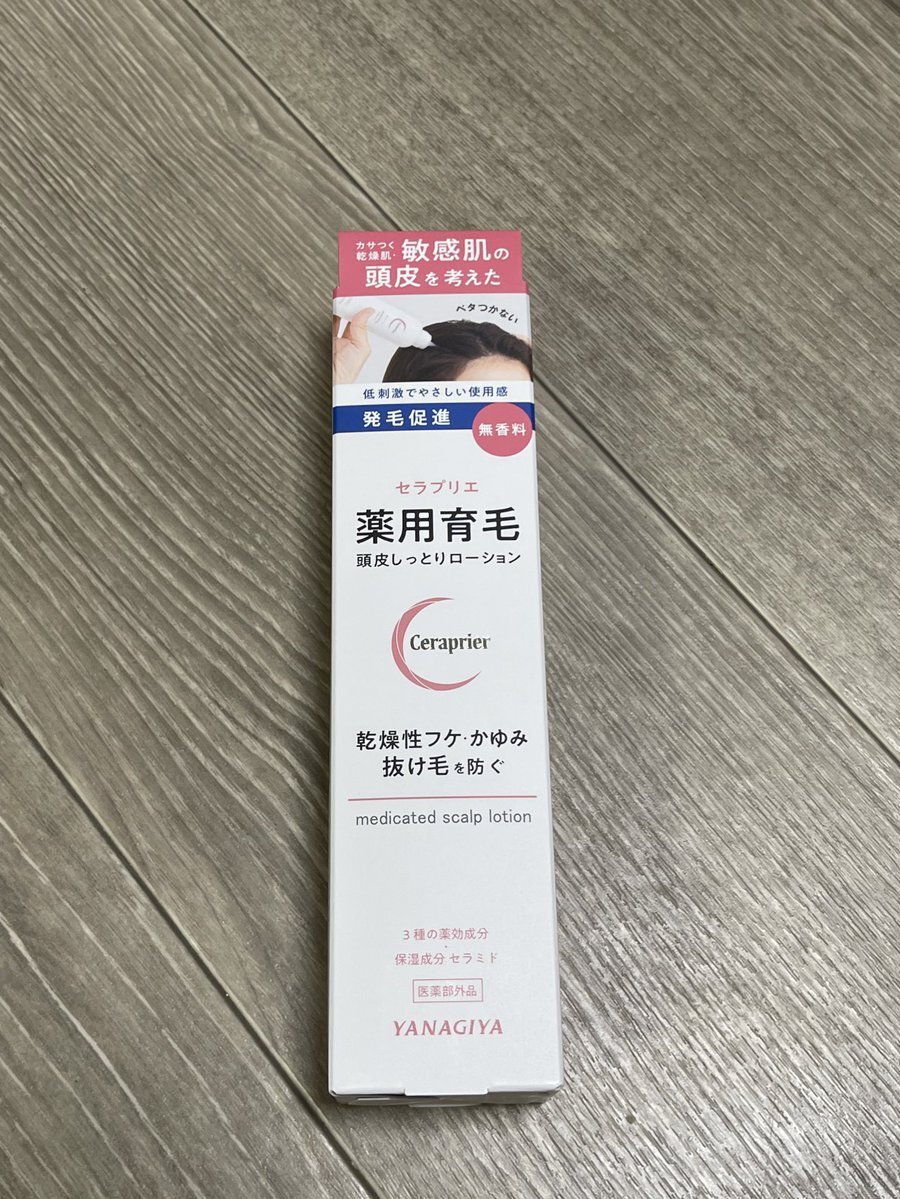 カサつく
乾燥肌・敏感肌の
頭皮を考えた
ベタつかない
低刺激でやさしい使用感
発毛促進
無香料
セラプリエ
薬用育毛
頭皮しっとりローション
Ceraprier
乾燥性フケ・かゆみ
抜け毛を防ぐ
medicated scalp lotion
3種の薬効成分
+
保湿成分 セラミド
医薬部外品
YANAGIYA